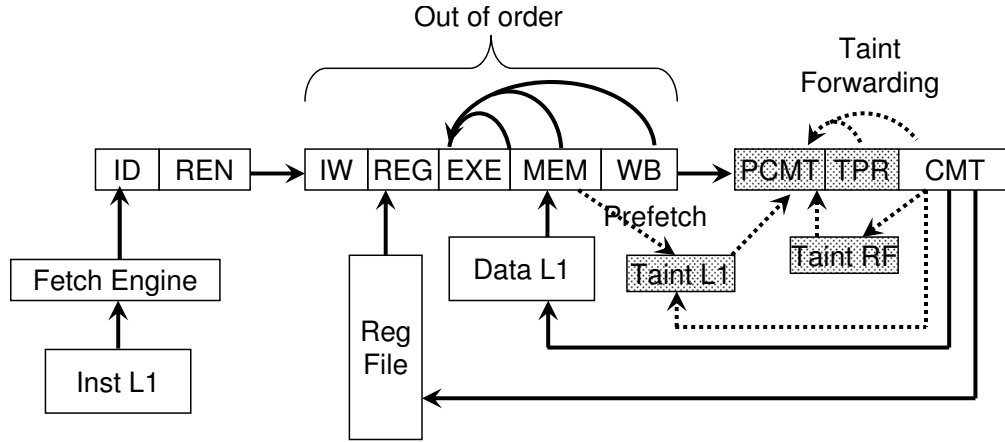 Out of order
Taint
Forwarding
ID REN IW REG EXE MEM WB PCMT TPR CMT
Prefetch
Fetch Engine
Data L1
Taint L1
Taint RF
Reg
File
Inst L1